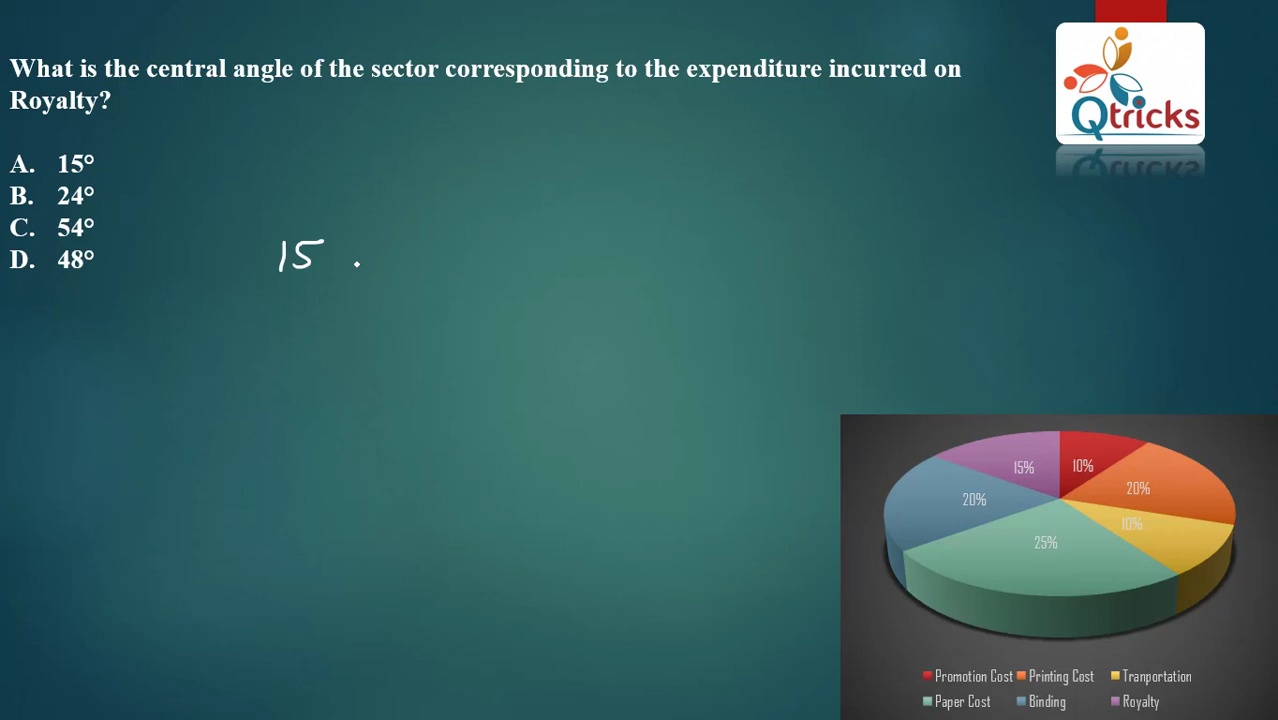 What is the central angle of the sector corresponding to the expenditure incurred on
Royalty?
A. 15°
B. 24°
C. 54°
D. 48°
15 .
Qtricks
15%
10%
20%
20%
10%
25%
Promotion Cost Printing Cost Tranportation
Paper Cost Binding Royalty